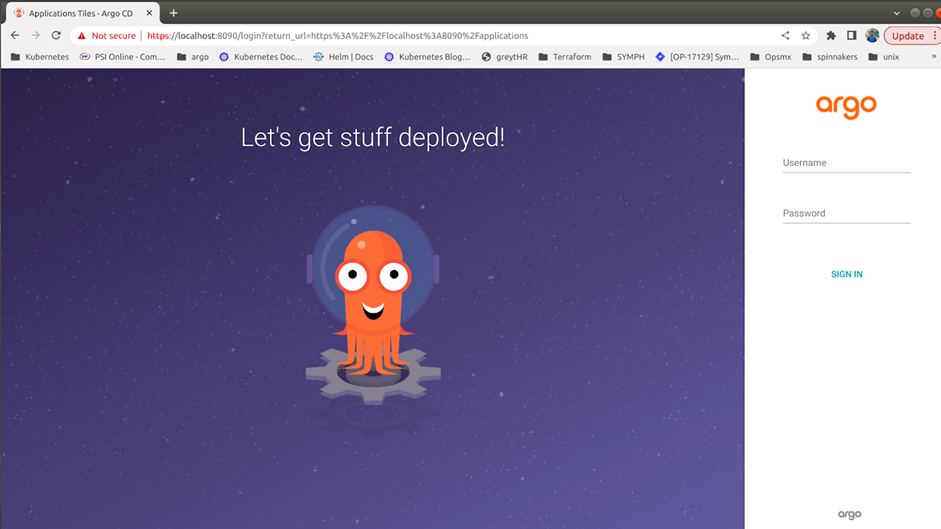 Applications Tiles - Argo CD
Not secure https://localhost:8090/login?return_url=https%3A%2F%2Flocalhost%3A8090%2Fapplications Update
Kubernetes PSI Online - Com... argo Kubernetes Doc... Helm | Docs Kubernetes Blog... greytHR Terraform SYMPH [OP-17129] Sym... Opsmx spinnakers unix »
argo
Let's get stuff deployed!
Username
Password
SIGN IN
argo